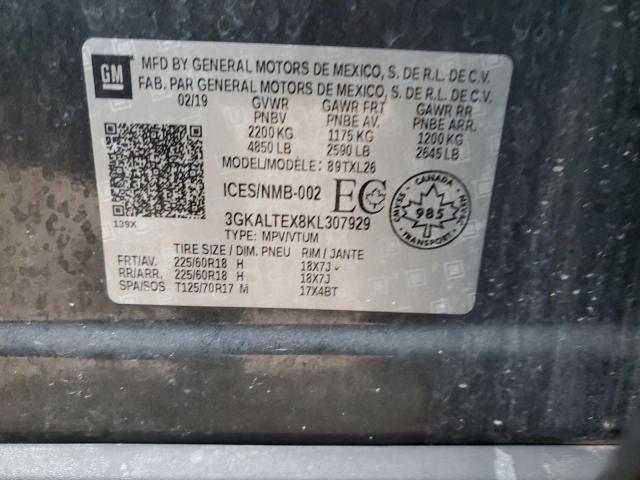 GM
MFD BY GENERAL MOTORS DE MEXICO, S. DE R.L. DE C.V.
FAB. PAR GENERAL MOTORS DE MEXICO, S. DE R.L. DE C.V.
02/19 GVWR GAWR FRT GAWR RR
PNBV PNBE AV. PNBE ARR.
2200 KG 1175 KG 1200 KG
4850 LB 2590 LB 2645 LB
MODEL/MODÈLE: 89TXL26
ICES/NMB-002 EC
CANADA
985
TRANSPORT
139X
3GKALTEX8KL307929
TYPE: MPV/VTUM
TIRE SIZE / DIM. PNEU RIM / JANTE
FRT/AV. 225/60R18 H 18X7J
RR/ARR. 225/60R18 H 18X7J
SPA/SOS T125/70R17 M 17X4BT